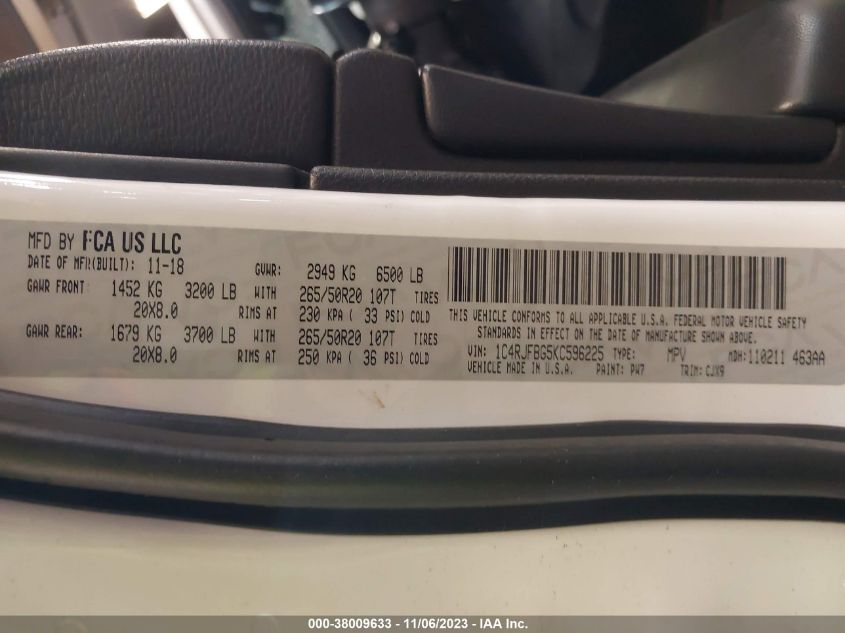 MFD BY FCA US LLC
DATE OF MFR(BUILT): 11-18 GVWR: 2949 KG 6500 LB
GAWR FRONT: 1452 KG 3200 LB WITH 265/50R20 107T TIRES
20X8.0 RIMS AT 230 KPA ( 33 PSI) COLD
GAWR REAR: 1679 KG 3700 LB WITH 265/50R20 107T TIRES
20X8.0 RIMS AT 250 KPA ( 36 PSI) COLD
THIS VEHICLE CONFORMS TO ALL APPLICABLE U.S.A. FEDERAL MOTOR VEHICLE SAFETY
STANDARDS IN EFFECT ON THE DATE OF MANUFACTURE SHOWN ABOVE.
VIN: 1C4RJFBG5KC596225 TYPE: MPV MDH: 110211 463AA
VEHICLE MADE IN U.S.A. PAINT: PW7 TRIM: CJX9
000-38009633 - 11/06/2023 - IAA Inc.